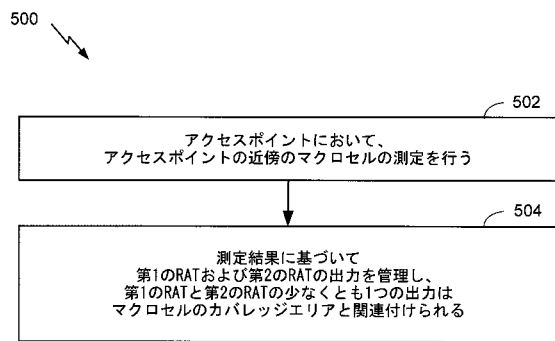 500
502
アクセスポイントにおいて、
アクセスポイントの近傍のマクロセルの測定を行う
504
測定結果に基づいて
第1のRATおよび第2のRATの出力を管理し、
第1のRATと第2のRATの少なくとも1つの出力は
マクロセルのカバレッジエリアと関連付けられる